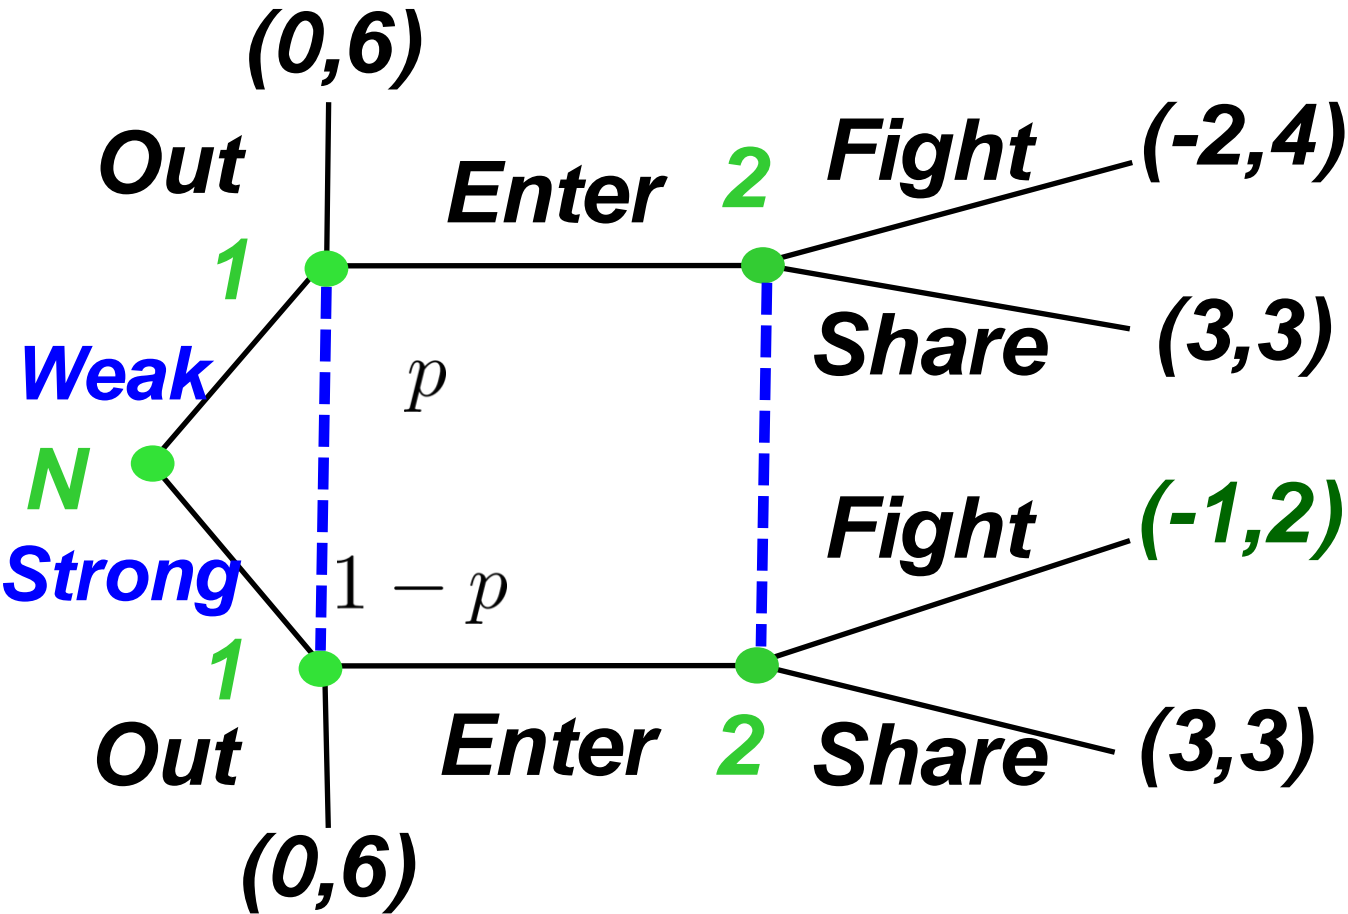 (0,6)
Out
Enter
2
Fight
(-2,4)
1
Share
(3,3)
Weak
p
N
Strong
1 − p
Fight
(-1,2)
1
Out
Enter
2
Share
(3,3)
(0,6)